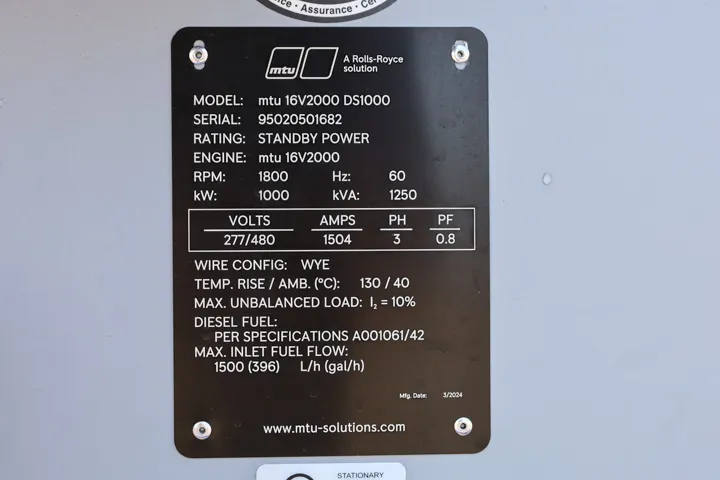 · Assurance ·
mtu
A Rolls-Royce
solution
MODEL: mtu 16V2000 DS1000
SERIAL: 95020501682
RATING: STANDBY POWER
ENGINE: mtu 16V2000
RPM: 1800 Hz: 60
kW: 1000 kVA: 1250
VOLTS AMPS PH PF
277/480 1504 3 0.8
WIRE CONFIG: WYE
TEMP. RISE / AMB. (ºC): 130 / 40
MAX. UNBALANCED LOAD: I₂ = 10%
DIESEL FUEL:
PER SPECIFICATIONS A001061/42
MAX. INLET FUEL FLOW:
1500 (396) L/h (gal/h)
Mfg. Date: 3/2024
www.mtu-solutions.com
STATIONARY